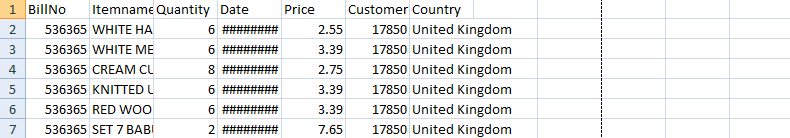 1 BillNo Itemname Quantity Date Price Customer Country
2 536365 WHITE HA 6 ######## 2.55 17850 United Kingdom
3 536365 WHITE ME 6 ######## 3.39 17850 United Kingdom
4 536365 CREAM CU 8 ######## 2.75 17850 United Kingdom
5 536365 KNITTED U 6 ######## 3.39 17850 United Kingdom
6 536365 RED WOO 6 ######## 3.39 17850 United Kingdom
7 536365 SET 7 BABU 2 ######## 7.65 17850 United Kingdom